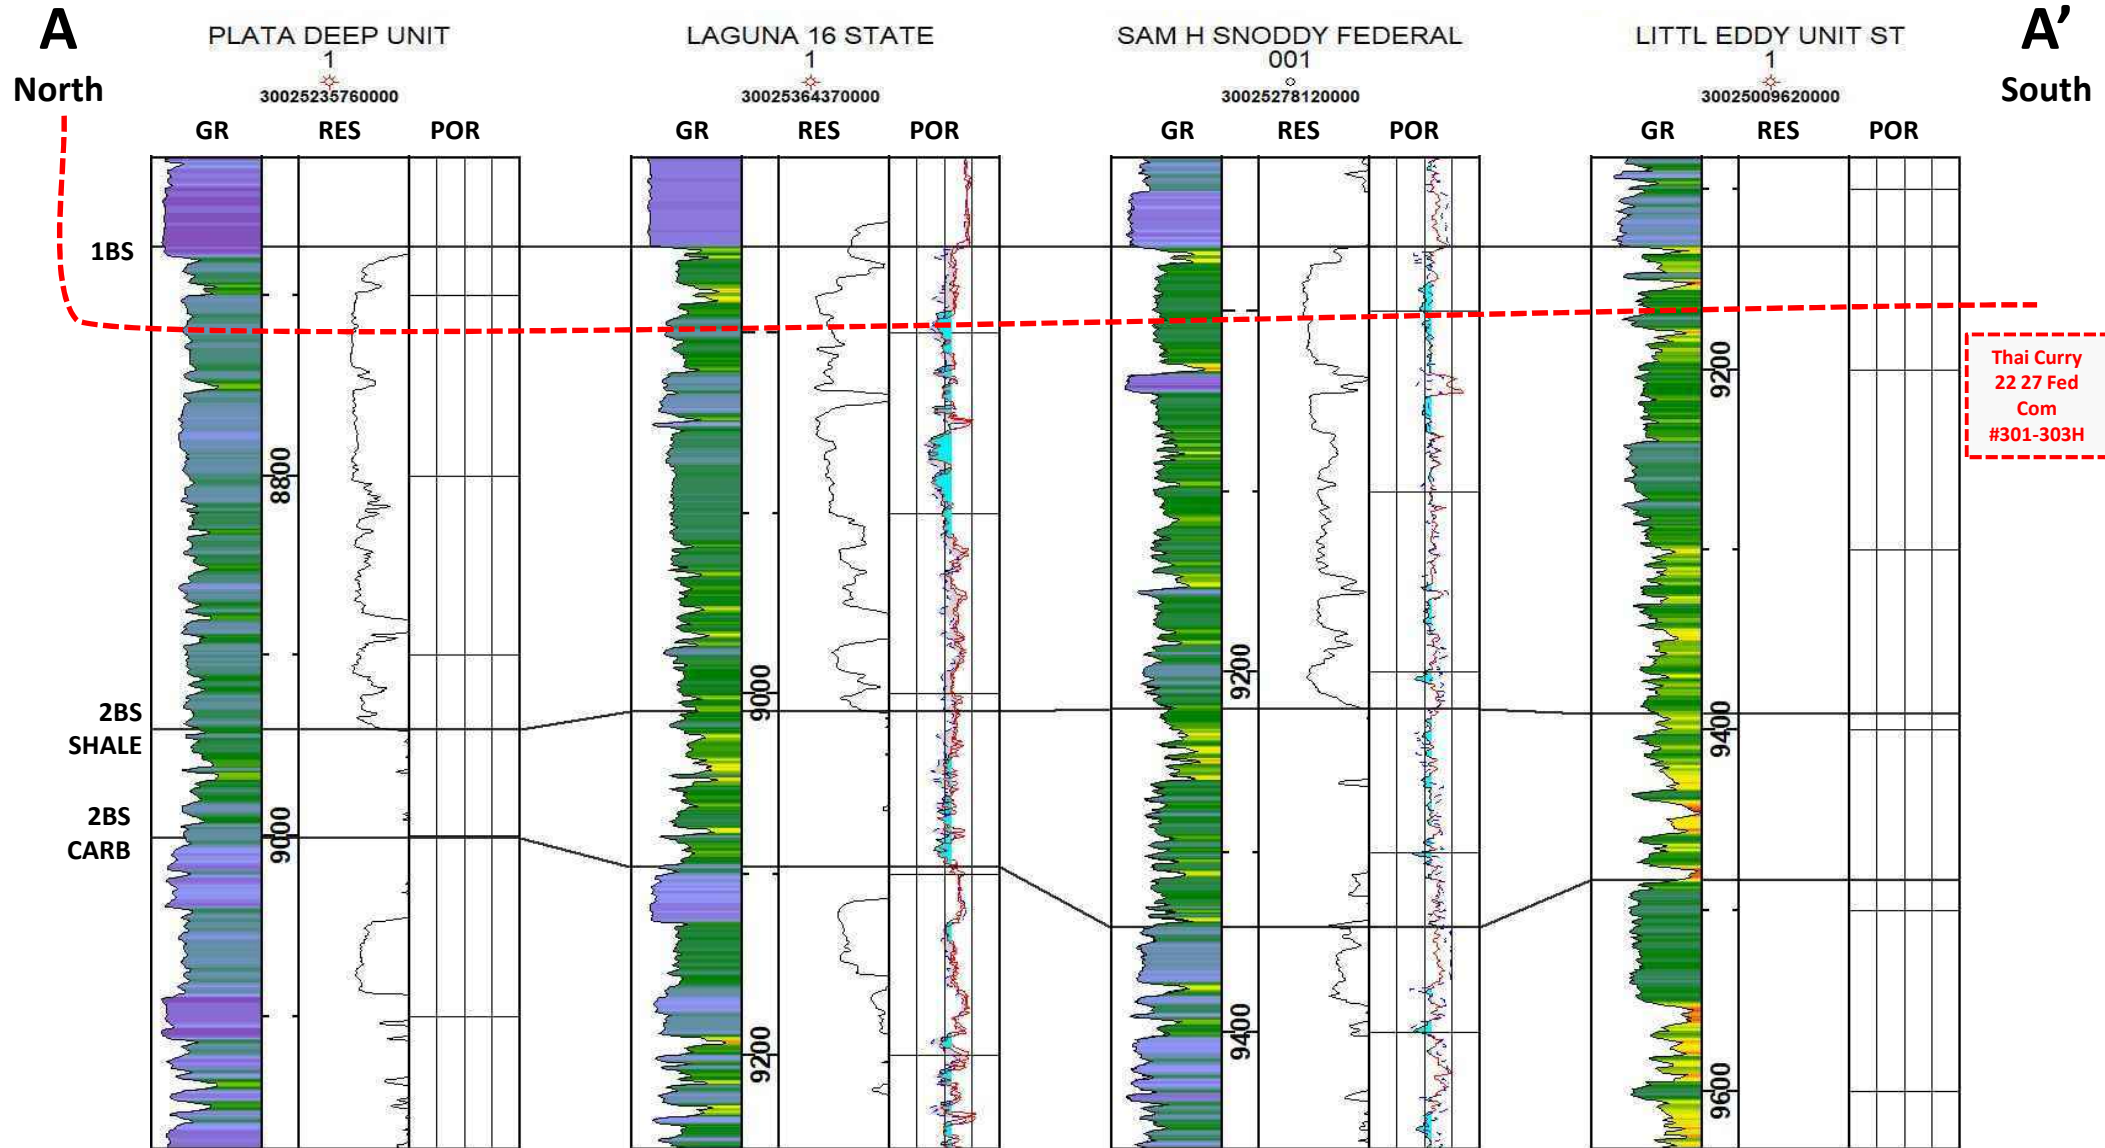 A
A'
North
South
PLATA DEEP UNIT
1
30025235760000
GR RES POR
LAGUNA 16 STATE
1
30025364370000
GR RES POR
SAM H SNODDY FEDERAL
001
30025278120000
GR RES POR
LITTL EDDY UNIT ST
1
30025009620000
GR RES POR
1BS
2BS
SHALE
2BS
CARB
8800
9000
9000
9200
9200
9400
9200
9400
9600
Thai Curry
22 27 Fed
Com
#301-303H